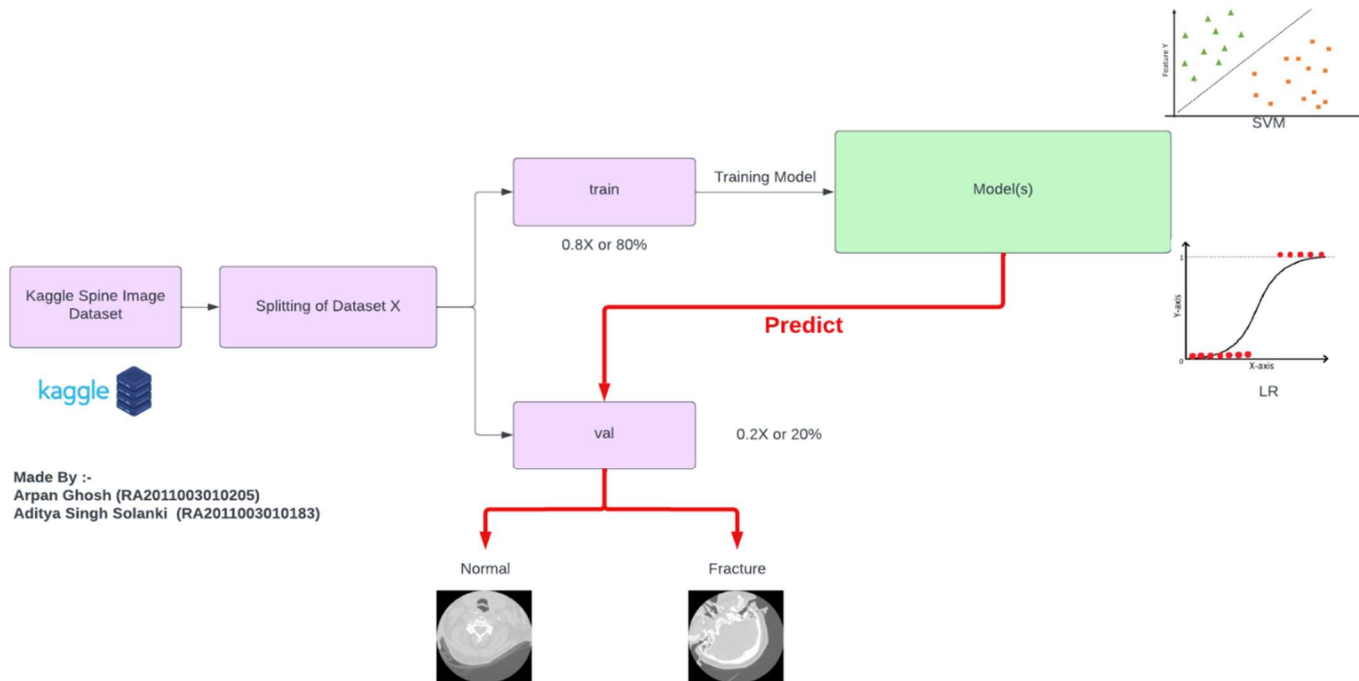 Feature Y
SVM
train
Training Model
Model(s)
0.8X or 80%
Kaggle Spine Image
Dataset
Splitting of Dataset X
Predict
1
Y-axis
0
X-axis
LR
kaggle
val
0.2X or 20%
Made By :-
Arpan Ghosh (RA2011003010205)
Aditya Singh Solanki (RA2011003010183)
Normal
Fracture